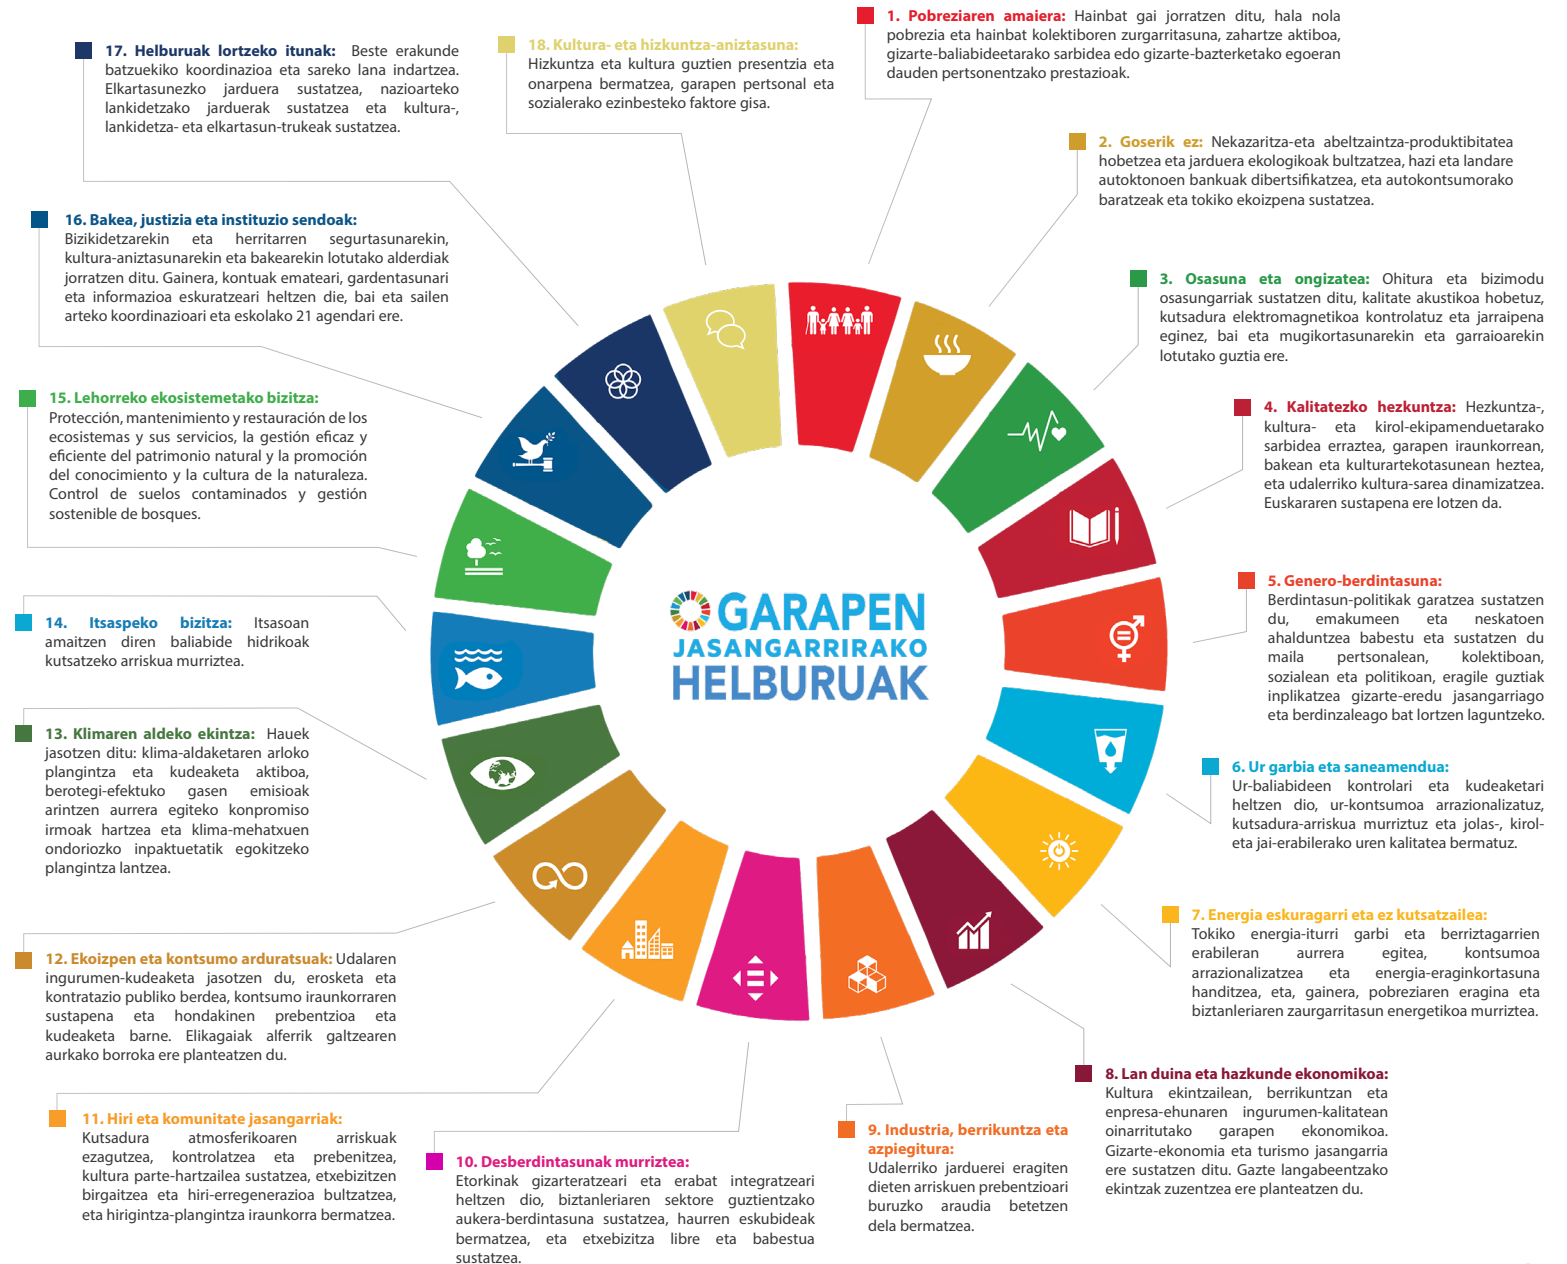 1. Pobreziaren amaiera: Hainbat gai jorratzen ditu, hala nola
pobrezia eta hainbat kolektiboren zurgarritasuna, zahartze aktiboa,
gizarte-baliabideetarako sarbidea edo gizarte-bazterketako egoeran
dauden pertsonentzako prestazioak.
2. Goserik ez: Nekazaritza-eta abeltzaintza-produktibitatea
hobetzea eta jarduera ekologikoak bultzatzea, hazi eta landare
autoktonoen bankuak dibertsifikatzea, eta autokontsumorako
baratzeak eta tokiko ekoizpena sustatzea.
3. Osasuna eta ongizatea: Ohitura eta bizimodu
osasungarriak sustatzen ditu, kalitate akustikoa hobetuz,
kutsadura elektromagnetikoa kontrolatuz eta jarraipena
eginez, bai eta mugikortasunarekin eta garraioarekin
lotutako guztia ere.
4. Kalitatezko hezkuntza: Hezkuntza-,
kultura- eta kirol-ekipamenduetarako
sarbidea erraztea, garapen iraunkorrean,
bakean eta kulturartekotasunean heztea,
eta udalerriko kultura-sarea dinamizatzea.
Euskararen sustapena ere lotzen da.
5. Genero-berdintasuna:
Berdintasun-politikak garatzea sustatzen
du, emakumeen eta neskatoen
ahalduntzea babestu eta sustatzen du
maila pertsonalean, kolektiboan,
sozialean eta politikoan, eragile guztiak
inplikatzea gizarte-eredu jasangarriago
eta berdinzaleago bat lortzen laguntzeko.
6. Ur garbia eta saneamendua:
Ur-baliabideen kontrolari eta kudeaketari
heltzen dio, ur-kontsumoa arrazionalizatuz,
kutsadura-arriskua murriztuz eta jolas-, kirol-
eta jai-erabilerako uren kalitatea bermatuz.
7. Energia eskuragarri eta ez kutsatzailea:
Tokiko energia-iturri garbi eta berriztagarrien
erabileran aurrera egitea, kontsumoa
arrazionalizatzea eta energia-eraginkortasuna
handitzea, eta, gainera, pobreziaren eragina eta
biztanleriaren zaurgarritasun energetikoa murriztea.
8. Lan duina eta hazkunde ekonomikoa:
Kultura ekintzailean, berrikuntzan eta
enpresa-ehunaren ingurumen-kalitatean
oinarritutako garapen ekonomikoa.
Gizarte-ekonomia eta turismo jasangarria
ere sustatzen ditu. Gazte langabeentzako
ekintzak zuzentzea ere planteatzen du.
9. Industria, berrikuntza eta
azpiegitura:
Udalerriko jarduerei eragiten
dieten arriskuen prebentzioari
buruzko araudia betetzen
dela bermatzea.
10. Desberdintasunak murriztea:
Etorkinak gizarteratzeari eta erabat integratzeari
heltzen dio, biztanleriaren sektore guztientzako
aukera-berdintasuna sustatzea, haurren eskubideak
bermatzea, eta etxebizitza libre eta babestua
sustatzea.
11. Hiri eta komunitate jasangarriak:
Kutsadura atmosferikoaren arriskuak
ezagutzea, kontrolatzea eta prebenitzea,
kultura parte-hartzailea sustatzea, etxebizitzen
birgaitzea eta hiri-erregenerazioa bultzatzea,
eta hirigintza-plangintza iraunkorra bermatzea.
12. Ekoizpen eta kontsumo arduratsuak: Udalaren
ingurumen-kudeaketa jasotzen du, erosketa eta
kontratazio publiko berdea, kontsumo iraunkorraren
sustapena eta hondakinen prebentzioa eta
kudeaketa barne. Elikagaiak alferrik galtzearen
aurkako borroka ere planteatzen du.
13. Klimaren aldeko ekintza: Hauek
jasotzen ditu: klima-aldaketaren arloko
plangintza eta kudeaketa aktiboa,
berotegi-efektuko gasen emisioak
arintzen aurrera egiteko konpromiso
irmoak hartzea eta klima-mehatxuen
ondoriozko inpaktuetatik egokitzeko
plangintza lantzea.
14. Itsaspeko bizitza: Itsasoan
amaitzen diren baliabide hidrikoak
kutsatzeko arriskua murriztea.
15. Lehorreko ekosistemetako bizitza:
Protección, mantenimiento y restauración de los
ecosistemas y sus servicios, la gestión eficaz y
eficiente del patrimonio natural y la promoción
del conocimiento y la cultura de la naturaleza.
Control de suelos contaminados y gestión
sostenible de bosques.
16. Bakea, justizia eta instituzio sendoak:
Bizikidetzarekin eta herritarren segurtasunarekin,
kultura-aniztasunarekin eta bakearekin lotutako alderdiak
jorratzen ditu. Gainera, kontuak emateari, gardentasunari
eta informazioa eskuratzeari heltzen die, bai eta sailen
arteko koordinazioari eta eskolako 21 agendari ere.
17. Helburuak lortzeko itunak: Beste erakunde
batzuekiko koordinazioa eta sareko lana indartzea.
Elkartasunezko jarduera sustatzea, nazioarteko
lankidetzako jarduerak sustatzea eta kultura-,
lankidetza- eta elkartasun-trukeak sustatzea.
18. Kultura- eta hizkuntza-aniztasuna:
Hizkuntza eta kultura guztien presentzia eta
onarpena bermatzea, garapen pertsonal eta
sozialerako ezinbesteko faktore gisa.
GARAPEN
JASANGARRIRAKO
HELBURUAK